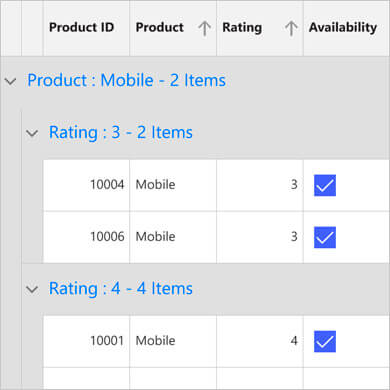 Product ID Product Rating Availability
Product : Mobile - 2 Items
Rating : 3 - 2 Items
10004 Mobile 3
10006 Mobile 3
Rating : 4 - 4 Items
10001 Mobile 4